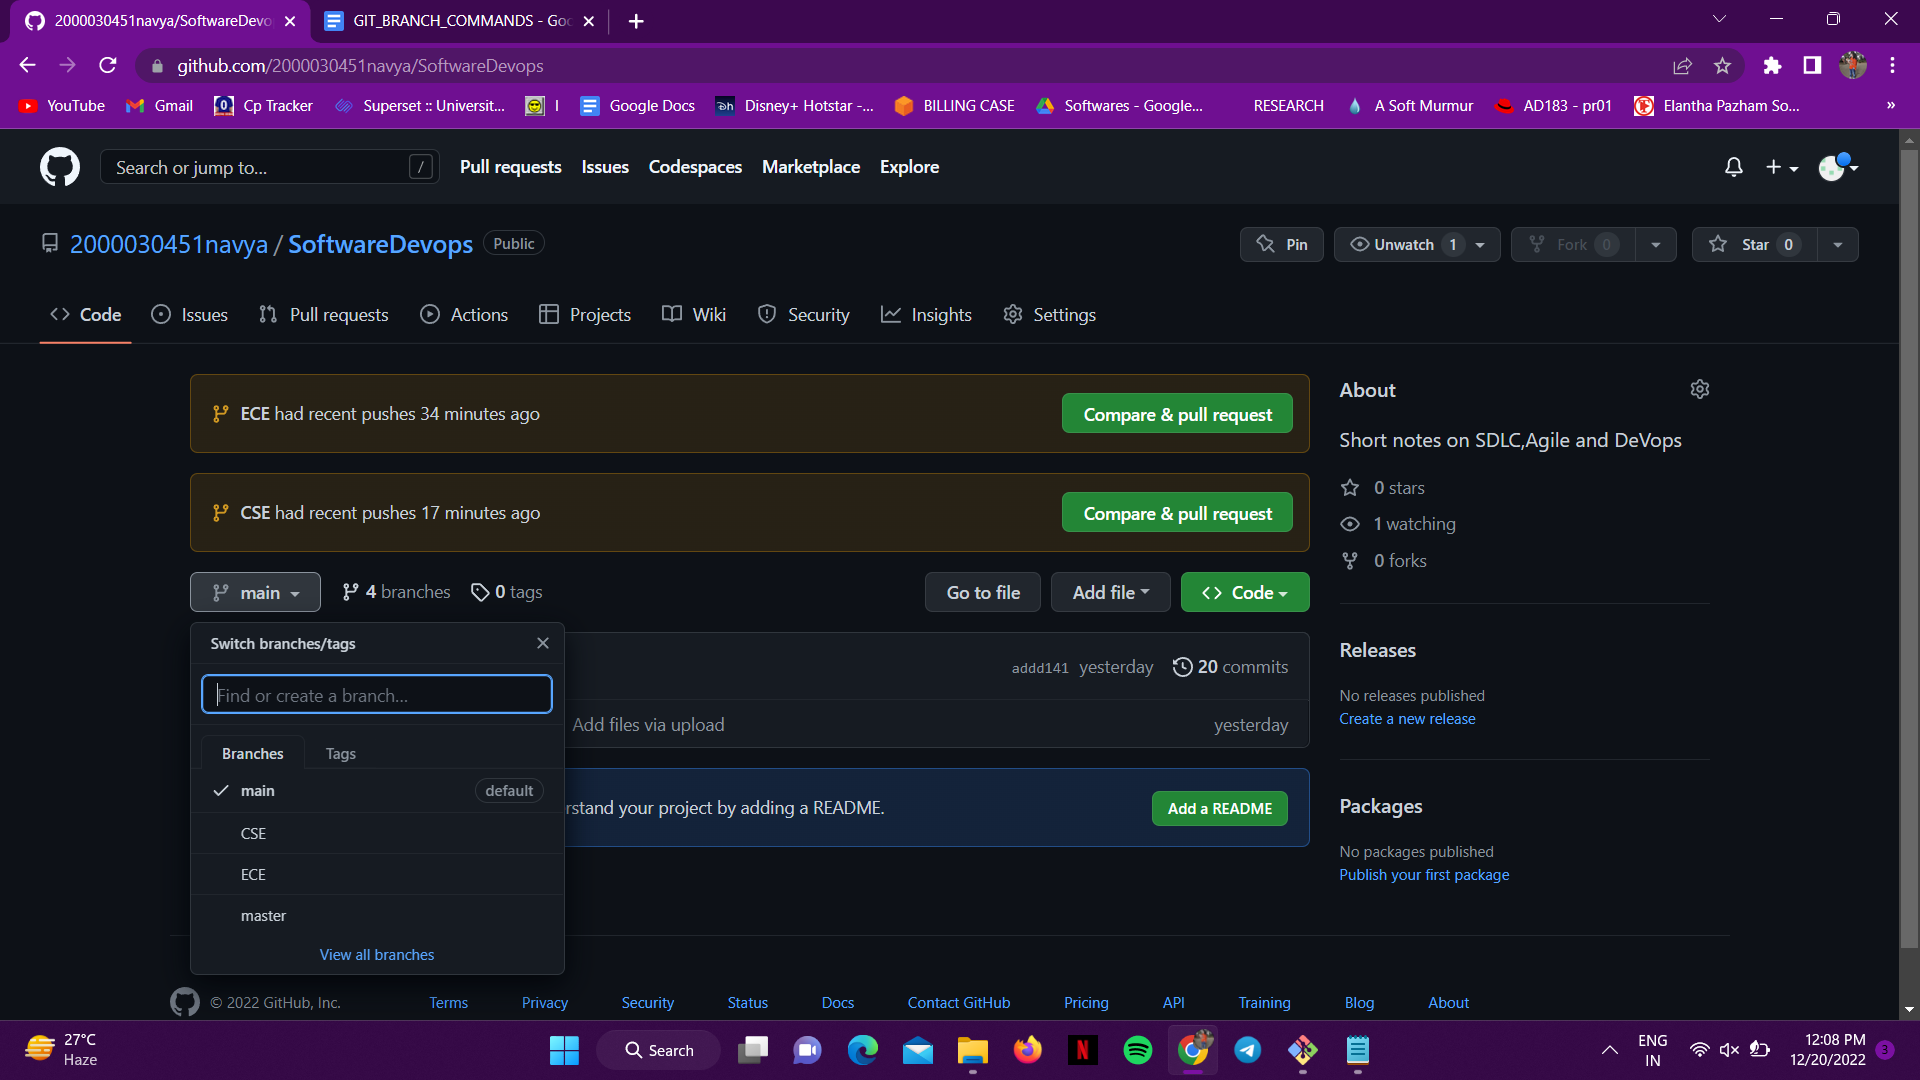 2000030451navya/SoftwareDevo
GIT_BRANCH_COMMANDS - Goo
github.com/2000030451navya/SoftwareDevops
YouTube
Gmail
Cp Tracker
Superset :: Universit...
I
Google Docs
Disney+ Hotstar -...
BILLING CASE
Softwares - Google...
RESEARCH
A Soft Murmur
AD183 - pr01
Elantha Pazham So...
»
Search or jump to...
/
Pull requests
Issues
Codespaces
Marketplace
Explore
2000030451navya / SoftwareDevops
Public
Pin
Unwatch 1
Fork 0
Star 0
Code
Issues
Pull requests
Actions
Projects
Wiki
Security
Insights
Settings
ECE had recent pushes 34 minutes ago
Compare & pull request
CSE had recent pushes 17 minutes ago
Compare & pull request
main
4 branches
0 tags
Go to file
Add file
Code
Switch branches/tags
Find or create a branch...
Branches
Tags
main
default
CSE
ECE
master
View all branches
addd141 yesterday
20 commits
Add files via upload
yesterday
rstand your project by adding a README.
Add a README
About
Short notes on SDLC,Agile and DeVops
0 stars
1 watching
0 forks
Releases
No releases published
Create a new release
Packages
No packages published
Publish your first package
© 2022 GitHub, Inc.
Terms
Privacy
Security
Status
Docs
Contact GitHub
Pricing
API
Training
Blog
About
27°C
Haze
Search
ENG
IN
12:08 PM
12/20/2022
3